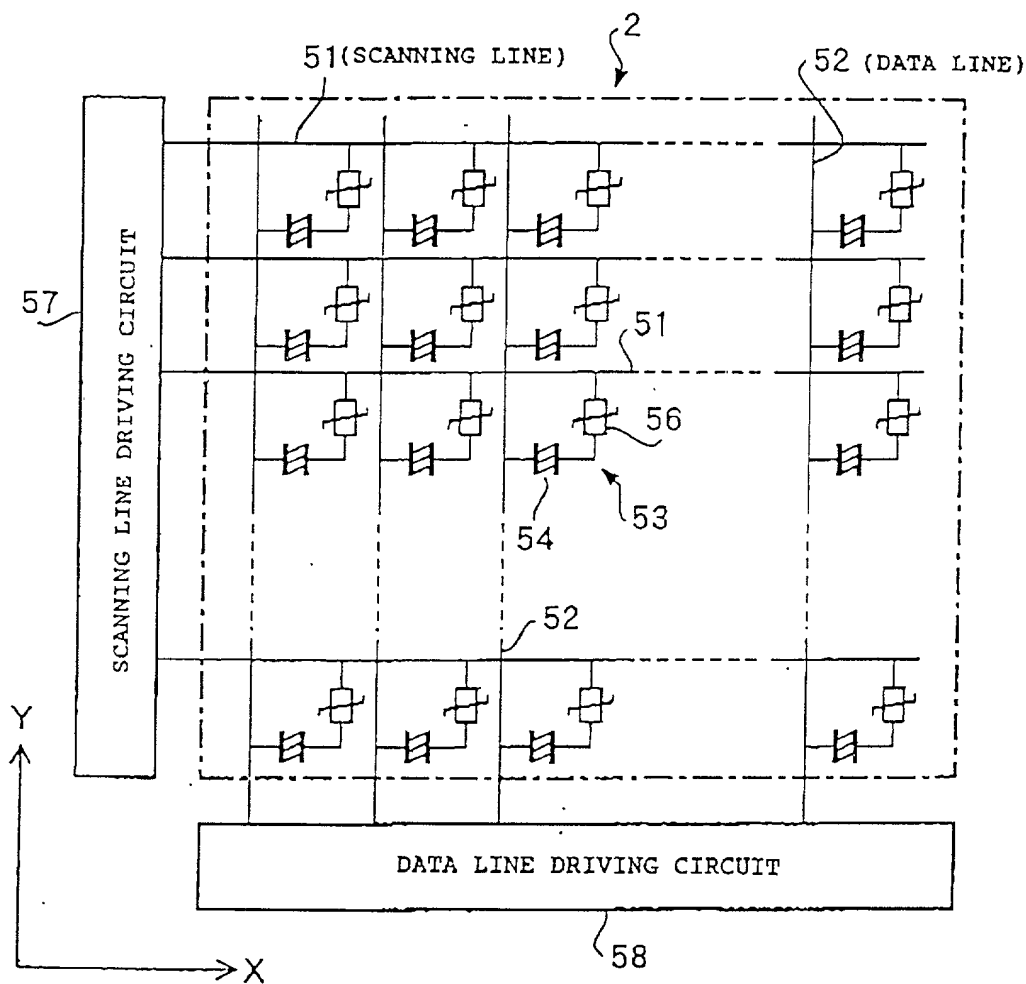 2
51 (SCANNING LINE)
52 (DATA LINE)
57
SCANNING LINE DRIVING CIRCUIT
51
56
54
53
52
Y
DATA LINE DRIVING CIRCUIT
58
X